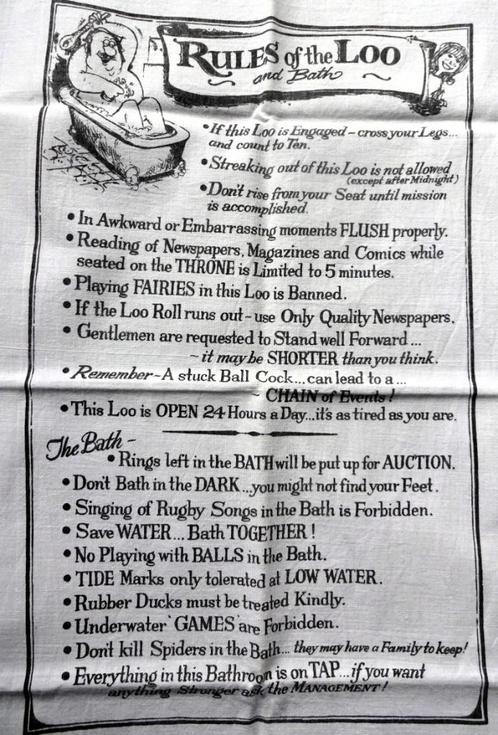 RULES of the LOO
and Bath
• If this Loo is Engaged - cross your Legs...
and count to Ten.
• Streaking out of this Loo is not allowed
(except after Midnight)
• Don't rise from your Seat until mission
is accomplished.
• In Awkward or Embarrassing moments FLUSH properly.
• Reading of Newspapers, Magazines and Comics while
seated on the THRONE is Limited to 5 minutes.
• Playing FAIRIES in this Loo is Banned.
• If the Loo Roll runs out - use Only Quality Newspapers.
• Gentlemen are requested to Stand well Forward...
~ it may be SHORTER than you think.
• Remember - A stuck Ball Cock... can lead to a...
~ CHAIN of Events!
• This Loo is OPEN 24 Hours a Day... it's as tired as you are.
The Bath -
• Rings left in the BATH will be put up for AUCTION.
• Don't Bath in the DARK... you might not find your Feet.
• Singing of Rugby Songs in the Bath is Forbidden.
• Save WATER... Bath TOGETHER!
• No Playing with BALLS in the Bath.
• TIDE Marks only tolerated at LOW WATER.
• Rubber Ducks must be treated Kindly.
• Underwater 'GAMES' are Forbidden.
• Don't kill Spiders in the Bath... they may have a Family to keep!
• Everything in this Bathroon is on TAP... if you want
anything Stronger ask the MANAGEMENT!